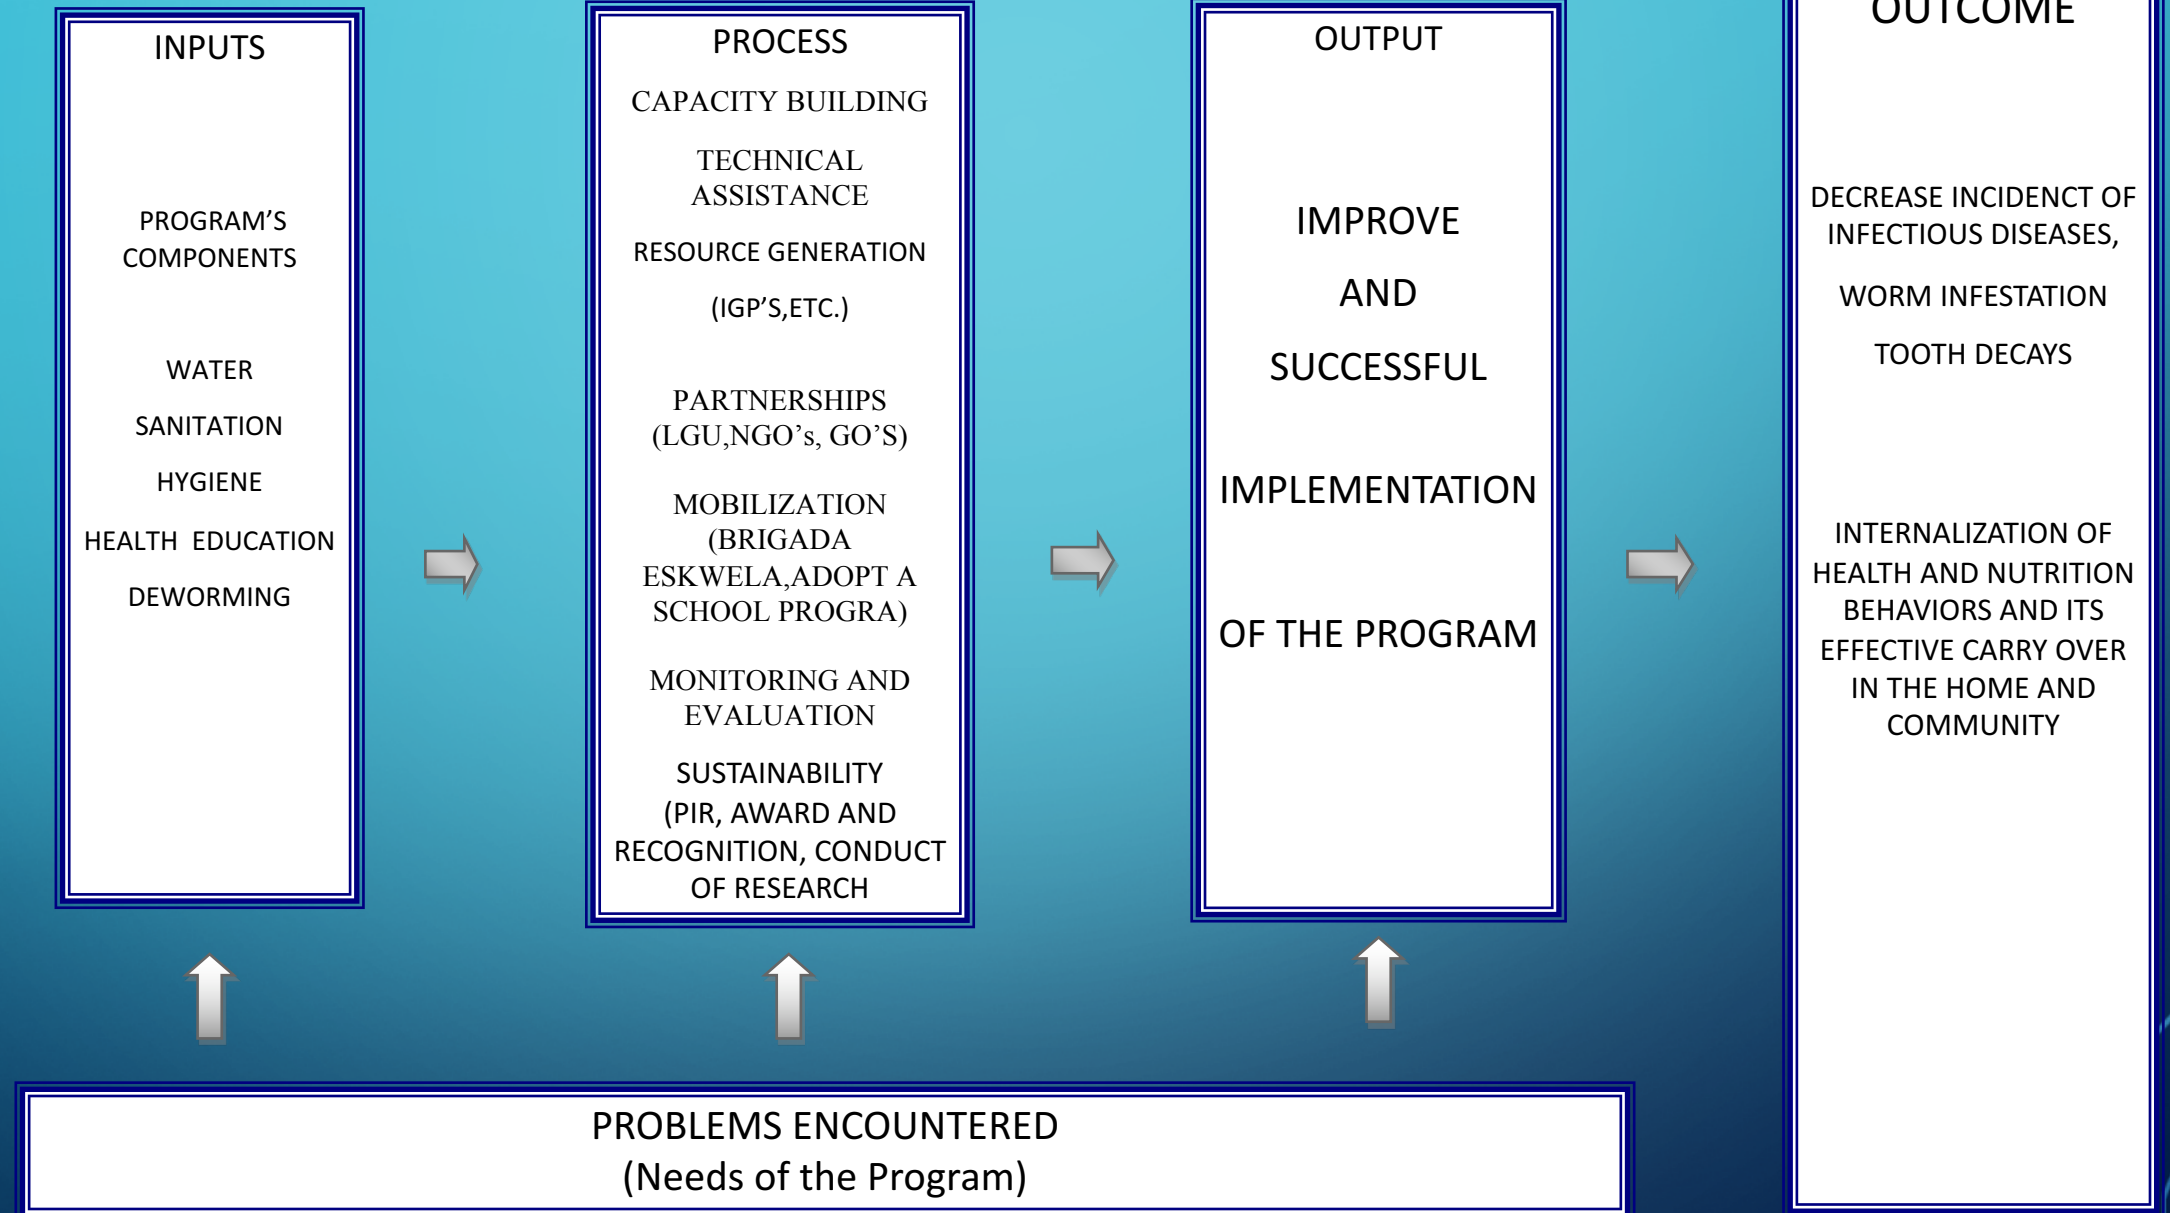 INPUTS
PROGRAM’S
COMPONENTS
WATER
SANITATION
HYGIENE
HEALTH  EDUCATION
DEWORMING
PROCESS
CAPACITY BUILDING
TECHNICAL
ASSISTANCE
RESOURCE GENERATION
(IGP’S,ETC.)
PARTNERSHIPS
(LGU,NGO’s, GO’S)
MOBILIZATION
(BRIGADA
ESKWELA,ADOPT A
SCHOOL PROGRA)
MONITORING AND
EVALUATION
SUSTAINABILITY
(PIR, AWARD AND
RECOGNITION, CONDUCT
OF RESEARCH
OUTPUT
IMPROVE
AND
SUCCESSFUL
IMPLEMENTATION
OF THE PROGRAM
OUTCOME
DECREASE INCIDENCT OF
INFECTIOUS DISEASES,
WORM INFESTATION
TOOTH DECAYS
INTERNALIZATION OF
HEALTH AND NUTRITION
BEHAVIORS AND ITS
EFFECTIVE CARRY OVER
IN THE HOME AND
COMMUNITY
PROBLEMS ENCOUNTERED
(Needs of the Program)